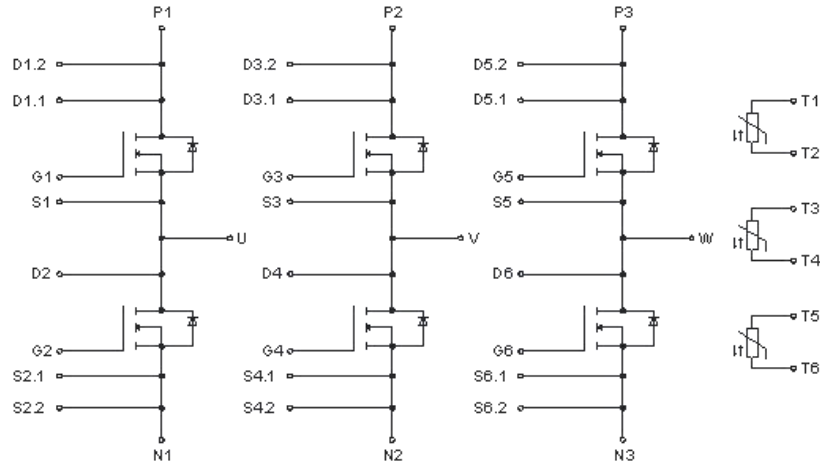 P1 P2 P3
D1.2 D3.2 D5.2
D1.1 D3.1 D5.1 T1
T2
G1 G3 G5
S1 S3 S5 T3
U V W
T4
D2 D4 D6
T5
G2 G4 G6
T6
S2.1 S4.1 S6.1
S2.2 S4.2 S6.2
N1 N2 N3